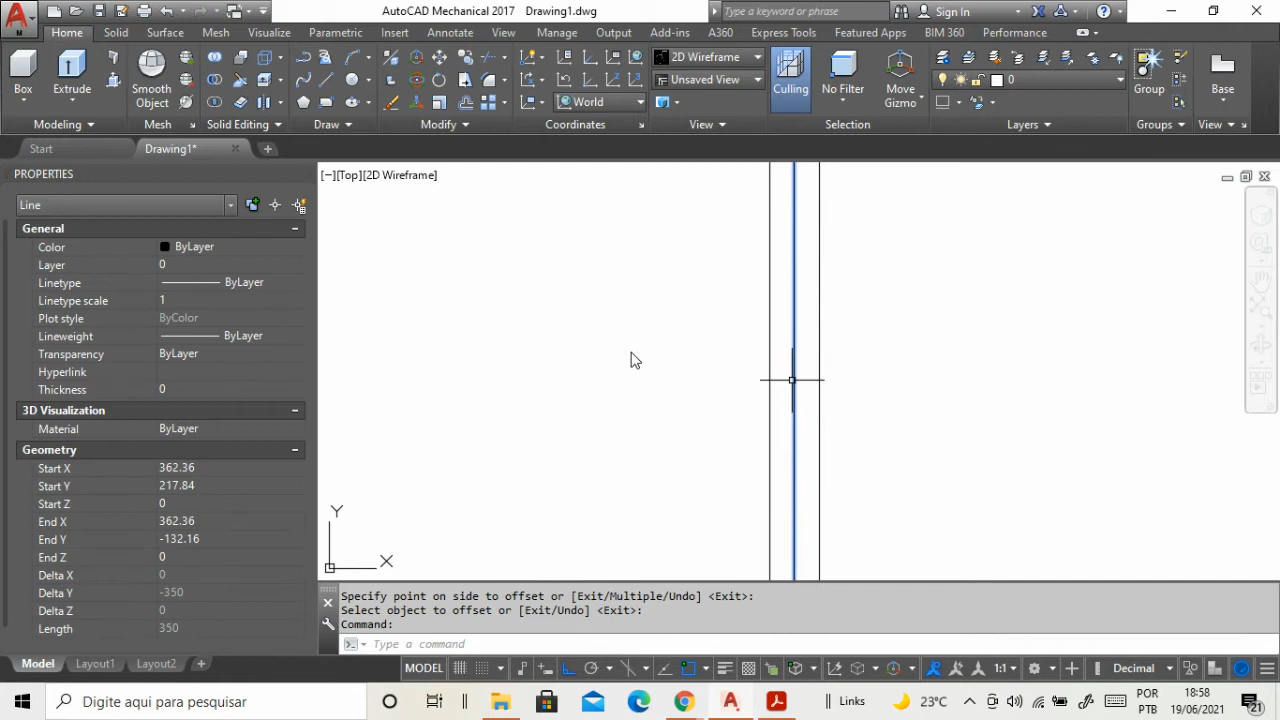 AutoCAD Mechanical 2017 Drawing1.dwg
Type a keyword or phrase
Sign In
Home Solid Surface Mesh Visualize Parametric Insert Annotate View Manage Output Add-ins A360 Express Tools Featured Apps BIM 360 Performance
2D Wireframe
Unsaved View
World
0
Box Extrude Smooth Object Culling No Filter Move Gizmo Group Base
Modeling Mesh Solid Editing Draw Modify Coordinates View Selection Layers Groups View
Start Drawing1*
PROPERTIES
[−][Top][2D Wireframe]
Line
General
Color ByLayer
Layer 0
Linetype ByLayer
Linetype scale 1
Plot style ByColor
Lineweight ByLayer
Transparency ByLayer
Hyperlink
Thickness 0
3D Visualization
Material ByLayer
Geometry
Start X 362.36
Start Y 217.84
Start Z 0
End X 362.36
End Y -132.16
End Z 0
Delta X 0
Delta Y -350
Delta Z 0
Length 350
Y
X
Specify point on side to offset or [Exit/Multiple/Undo] <Exit>:
Select object to offset or [Exit/Undo] <Exit>:
Command:
Type a command
Model Layout1 Layout2
MODEL 1:1 Decimal
Digite aqui para pesquisar
Links 23°C POR PTB 18:58 19/06/2021 21